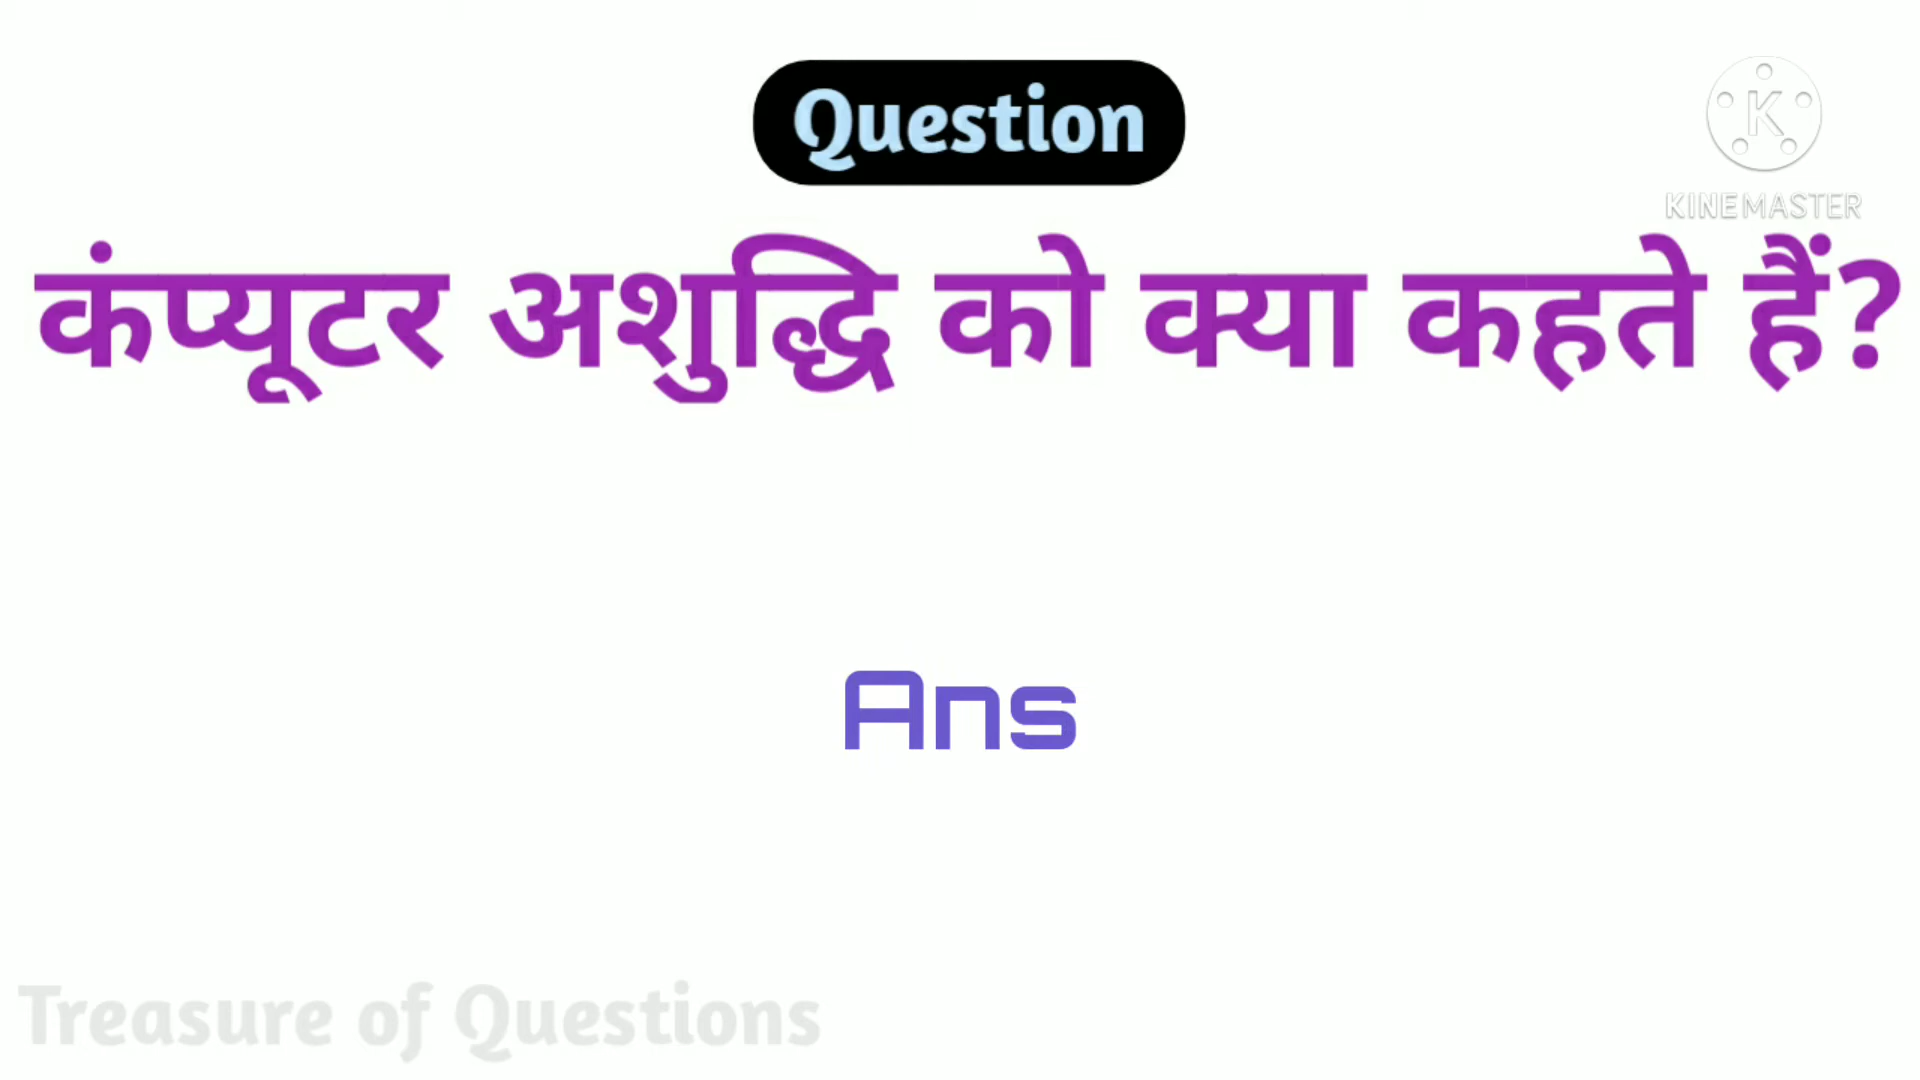 Question
K
KINEMASTER
कंप्यूटर अशुद्धि को क्या कहते हैं?
Ans
Treasure of Questions